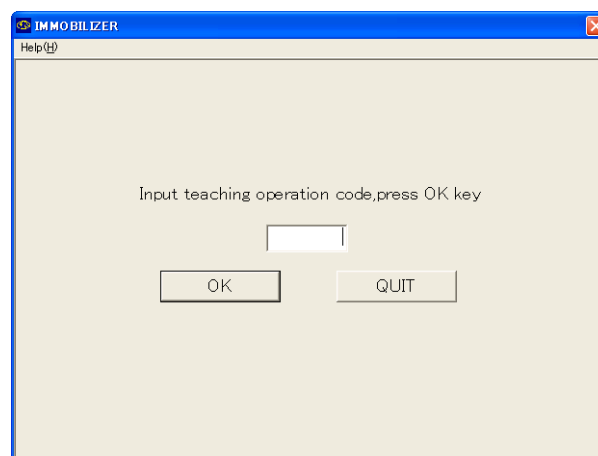 IMMOBILIZER
Help(H)
Input teaching operation code,press OK key
OK QUIT